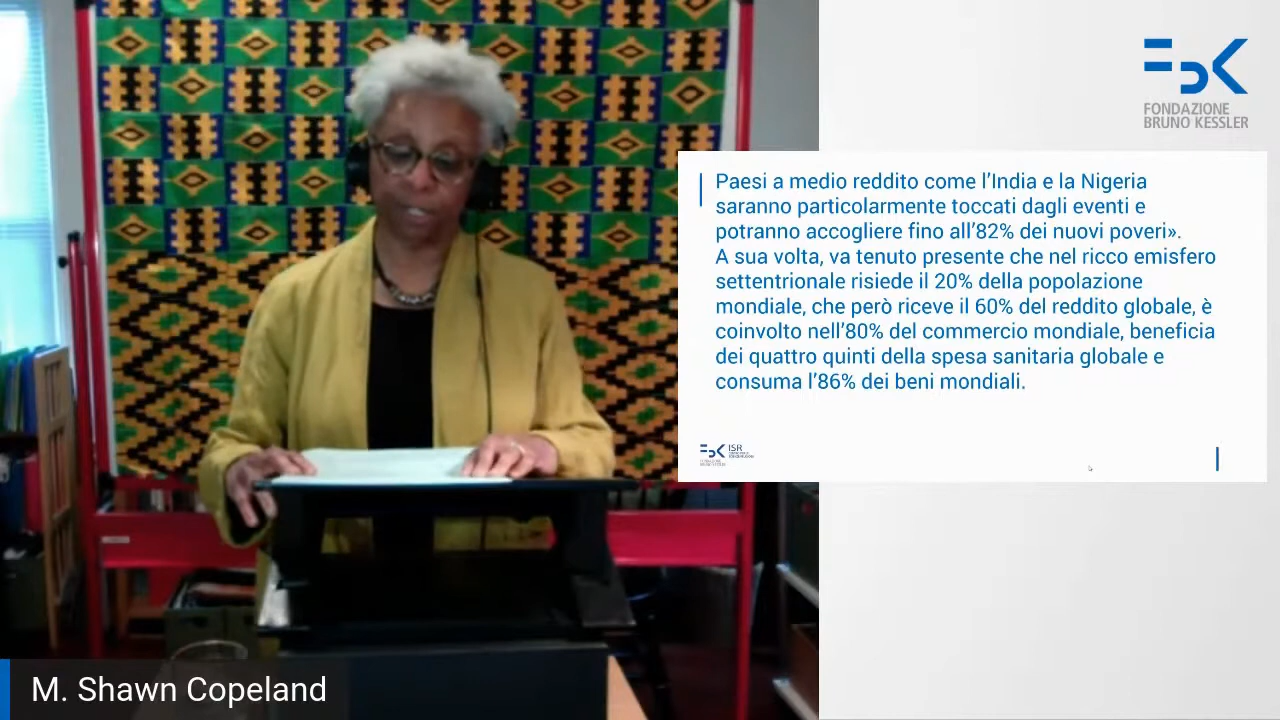 FONDAZIONE
BRUNO KESSLER
Paesi a medio reddito come l'India e la Nigeria
saranno particolarmente toccati dagli eventi e
potranno accogliere fino all'82% dei nuovi poveri».
A sua volta, va tenuto presente che nel ricco emisfero
settentrionale risiede il 20% della popolazione
mondiale, che però riceve il 60% del reddito globale, è
coinvolto nell'80% del commercio mondiale, beneficia
dei quattro quinti della spesa sanitaria globale e
consuma l'86% dei beni mondiali.
ISR
M. Shawn Copeland